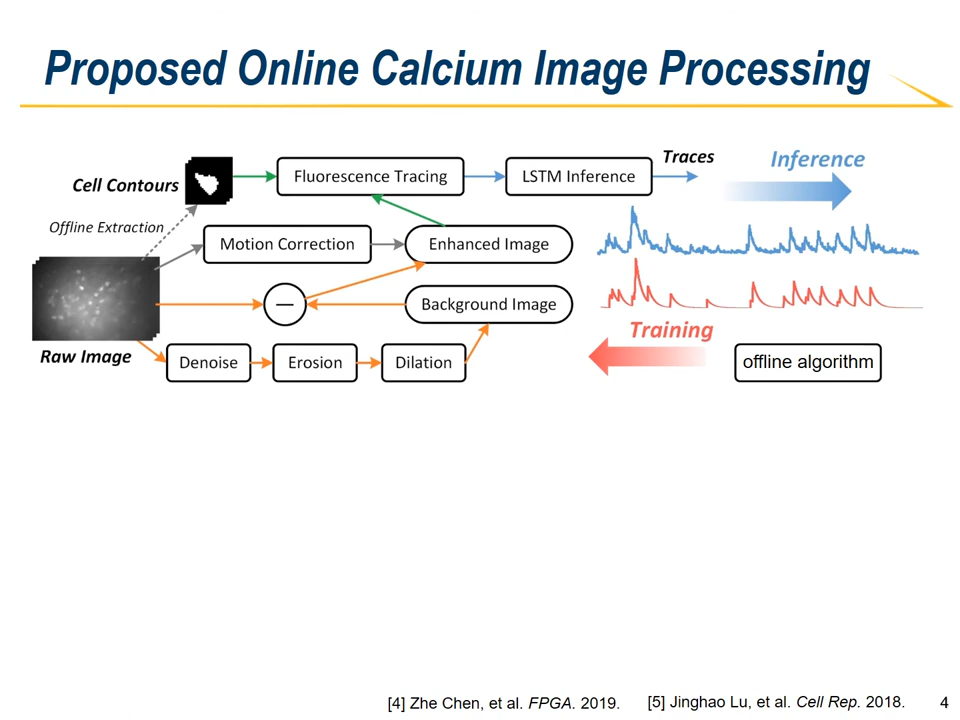 Proposed Online Calcium Image Processing
Cell Contours
Fluorescence Tracing
LSTM Inference
Traces
Inference
Offline Extraction
Motion Correction
Enhanced Image
—
Background Image
Raw Image
Training
Denoise
Erosion
Dilation
offline algorithm
[4] Zhe Chen, et al. FPGA. 2019.
[5] Jinghao Lu, et al. Cell Rep. 2018.
4